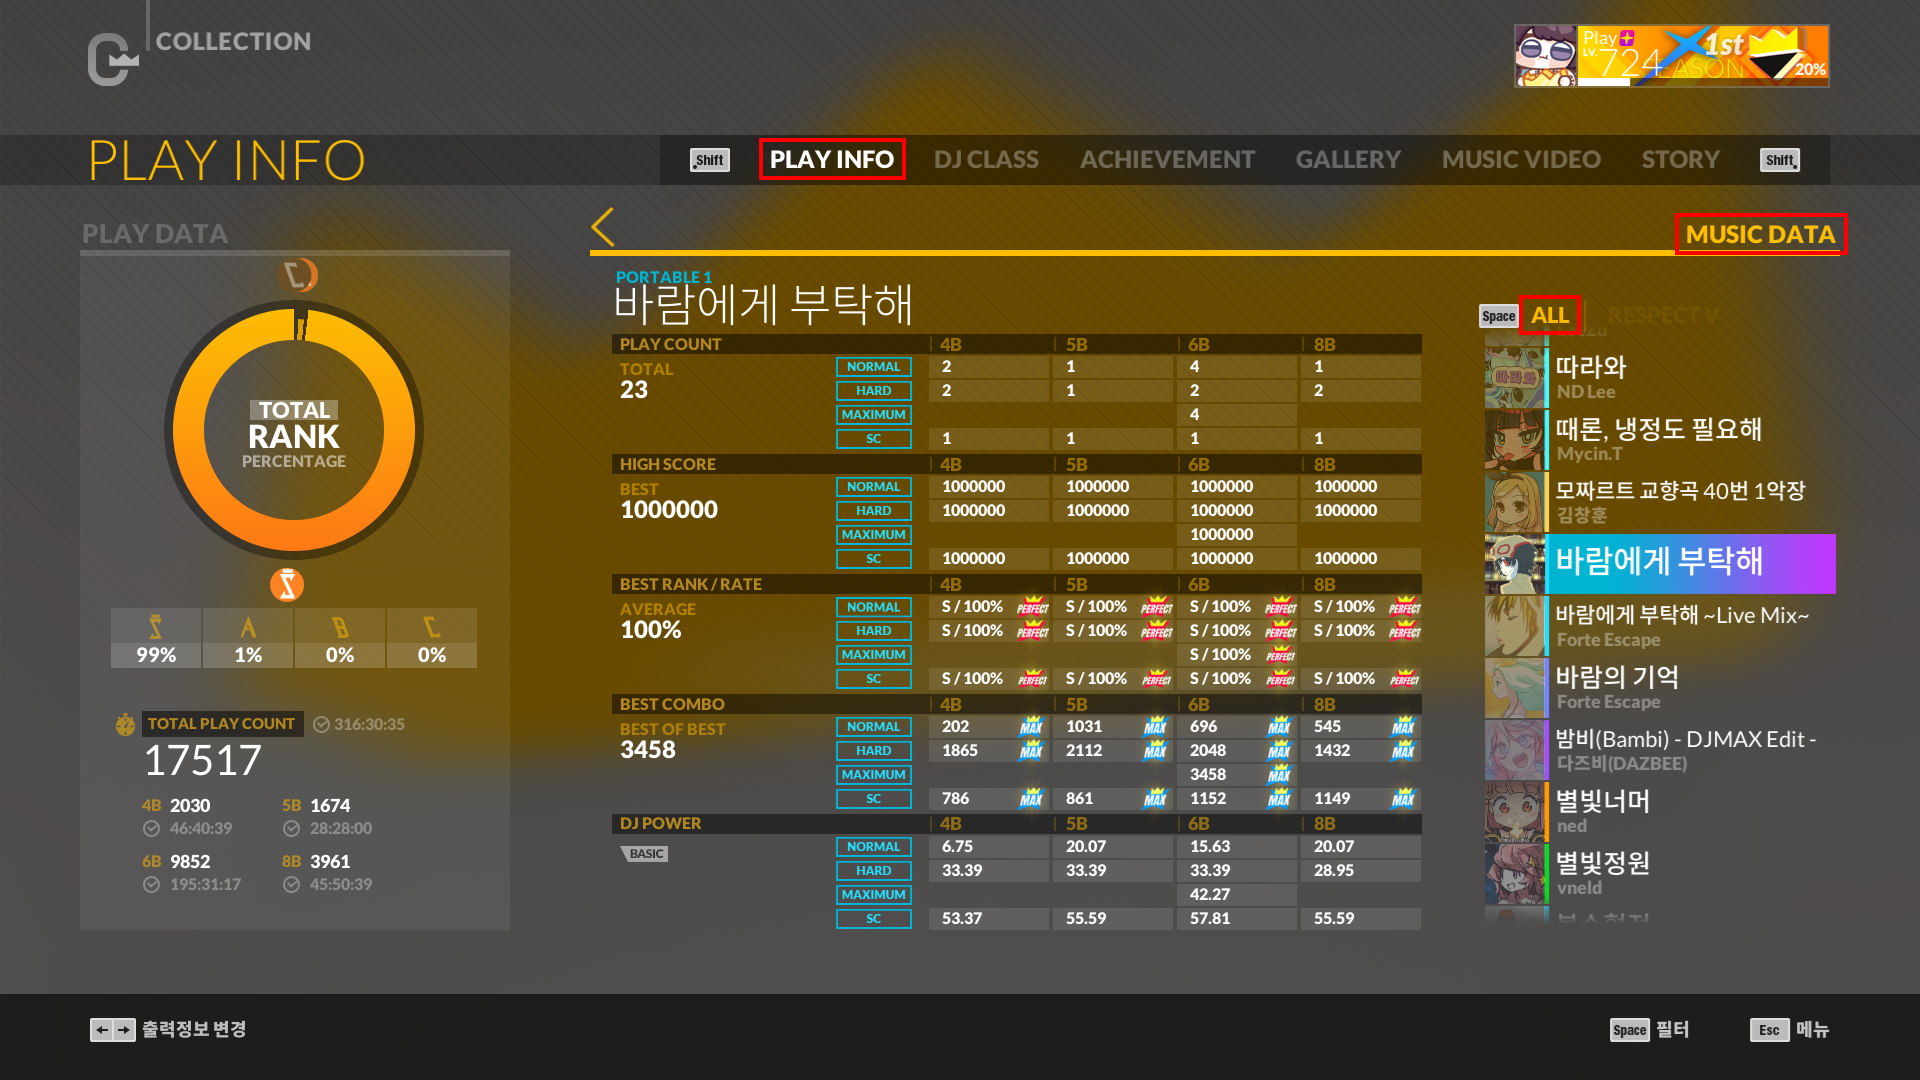 COLLECTION
Play+ 1st
LV. 724 20%
PLAY INFO
Shift PLAY INFO DJ CLASS ACHIEVEMENT GALLERY MUSIC VIDEO STORY Shift
PLAY DATA
TOTAL
RANK
PERCENTAGE
S A B C
99% 1% 0% 0%
TOTAL PLAY COUNT 316:30:35
17517
4B 2030 5B 1674
46:40:39 28:28:00
6B 9852 8B 3961
195:31:17 45:50:39
MUSIC DATA
PORTABLE 1
바람에게 부탁해
PLAY COUNT 4B 5B 6B 8B
TOTAL
23
NORMAL 2 1 4 1
HARD 2 1 2 2
MAXIMUM 4
SC 1 1 1 1
HIGH SCORE 4B 5B 6B 8B
BEST
1000000
NORMAL 1000000 1000000 1000000 1000000
HARD 1000000 1000000 1000000 1000000
MAXIMUM 1000000
SC 1000000 1000000 1000000 1000000
BEST RANK / RATE 4B 5B 6B 8B
AVERAGE
100%
NORMAL S / 100% PERFECT S / 100% PERFECT S / 100% PERFECT S / 100% PERFECT
HARD S / 100% PERFECT S / 100% PERFECT S / 100% PERFECT S / 100% PERFECT
MAXIMUM S / 100% PERFECT
SC S / 100% PERFECT S / 100% PERFECT S / 100% PERFECT S / 100% PERFECT
BEST COMBO 4B 5B 6B 8B
BEST OF BEST
3458
NORMAL 202 MAX 1031 MAX 696 MAX 545 MAX
HARD 1865 MAX 2112 MAX 2048 MAX 1432 MAX
MAXIMUM 3458 MAX
SC 786 MAX 861 MAX 1152 MAX 1149 MAX
DJ POWER 4B 5B 6B 8B
BASIC
NORMAL 6.75 20.07 15.63 20.07
HARD 33.39 33.39 33.39 28.95
MAXIMUM 42.27
SC 53.37 55.59 57.81 55.59
Space ALL RESPECT V
따라와
ND Lee
때론, 냉정도 필요해
Mycin.T
모짜르트 교향곡 40번 1악장
김창훈
바람에게 부탁해
바람에게 부탁해 ~Live Mix~
Forte Escape
바람의 기억
Forte Escape
밤비(Bambi) - DJMAX Edit -
다즈비(DAZBEE)
별빛너머
ned
별빛정원
vneld
출력정보 변경
Space 필터
Esc 메뉴